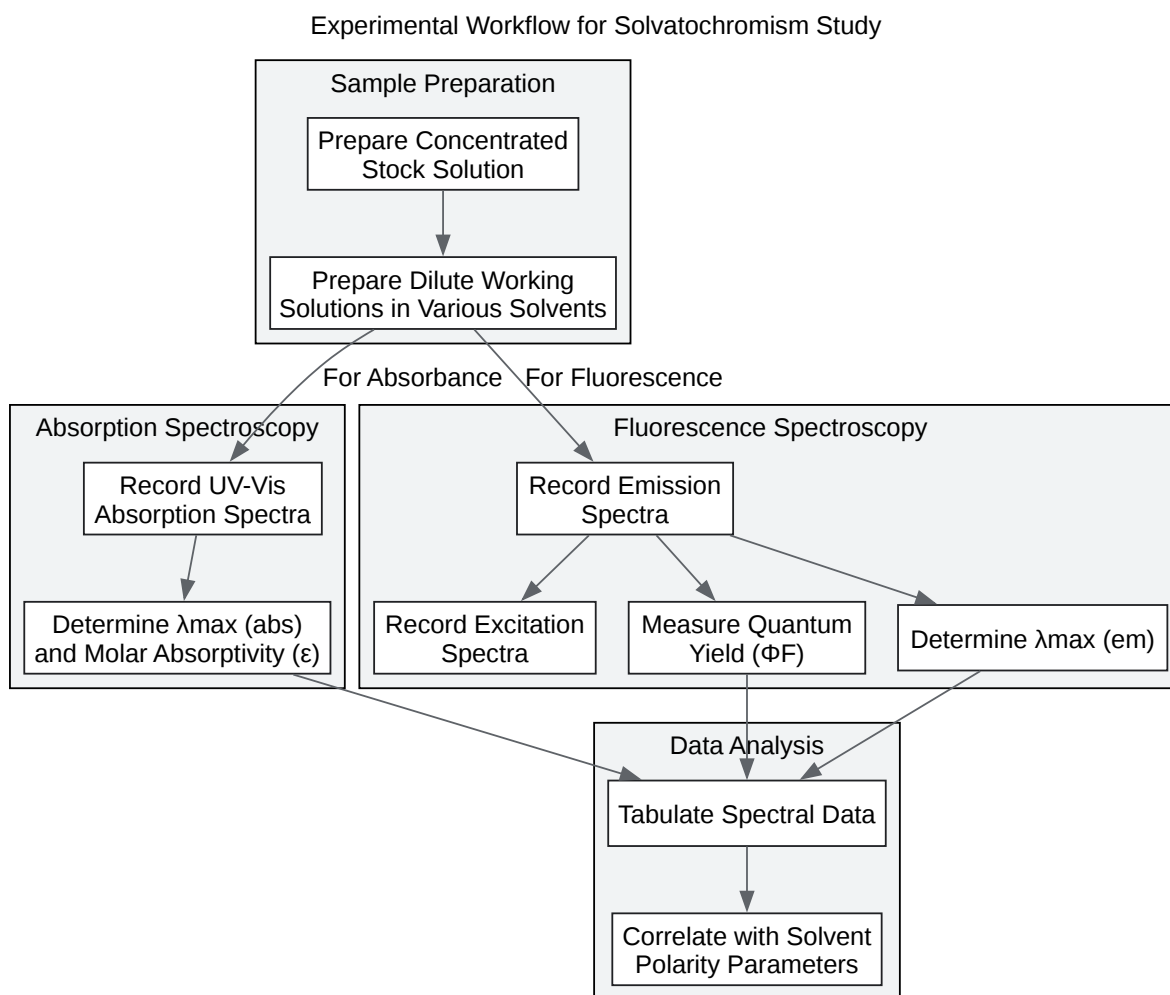 Experimental Workflow for Solvatochromism Study
Sample Preparation
Prepare Concentrated
Stock Solution
Prepare Dilute Working
Solutions in Various Solvents
For Absorbance
For Fluorescence
Absorption Spectroscopy
Record UV-Vis
Absorption Spectra
Determine λmax (abs)
and Molar Absorptivity (ε)
Fluorescence Spectroscopy
Record Emission
Spectra
Record Excitation
Spectra
Measure Quantum
Yield (ΦF)
Determine λmax (em)
Data Analysis
Tabulate Spectral Data
Correlate with Solvent
Polarity Parameters